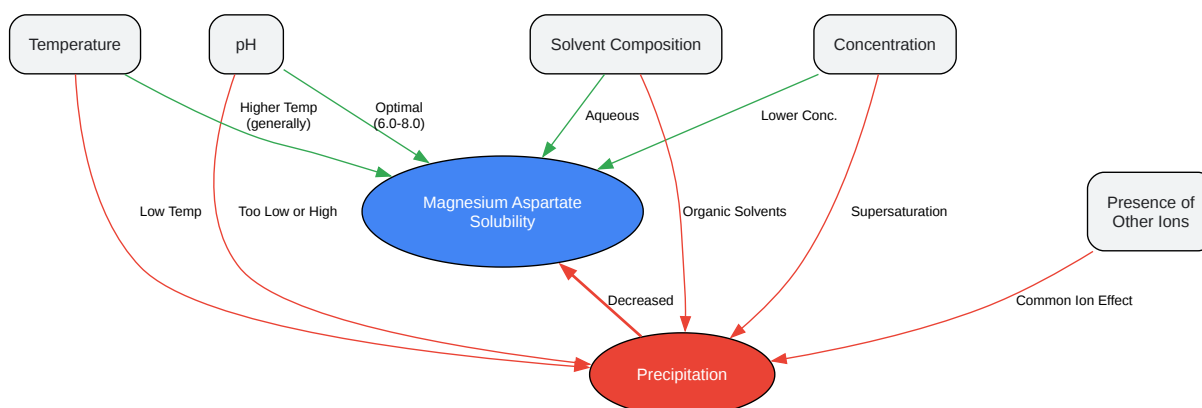 Temperature
pH
Solvent Composition
Concentration
Higher Temp
(generally)
Optimal
(6.0-8.0)
Aqueous
Lower Conc.
Low Temp
Too Low or High
Magnesium Aspartate
Solubility
Organic Solvents
Supersaturation
Presence of
Other Ions
Decreased
Common Ion Effect
Precipitation